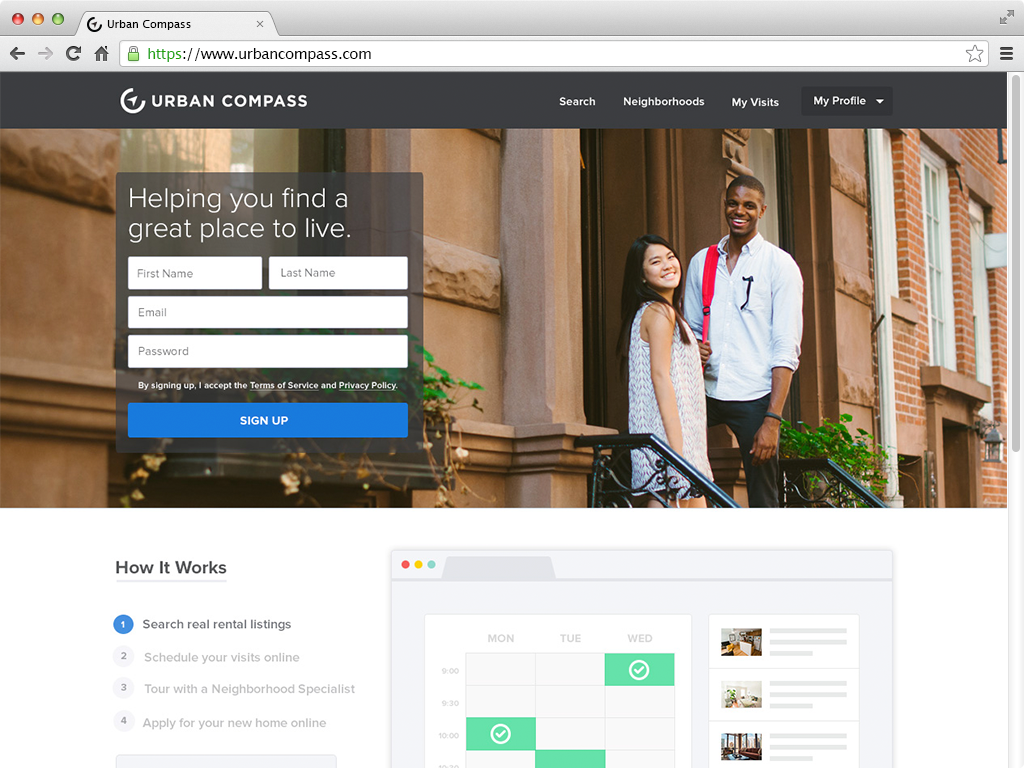 Urban Compass
https://www.urbancompass.com
URBAN COMPASS
Search
Neighborhoods
My Visits
My Profile
Helping you find a
great place to live.
First Name
Last Name
Email
Password
By signing up, I accept the Terms of Service and Privacy Policy.
SIGN UP
How It Works
1 Search real rental listings
2 Schedule your visits online
3 Tour with a Neighborhood Specialist
4 Apply for your new home online
MON TUE WED
9:00
9:30
10:00